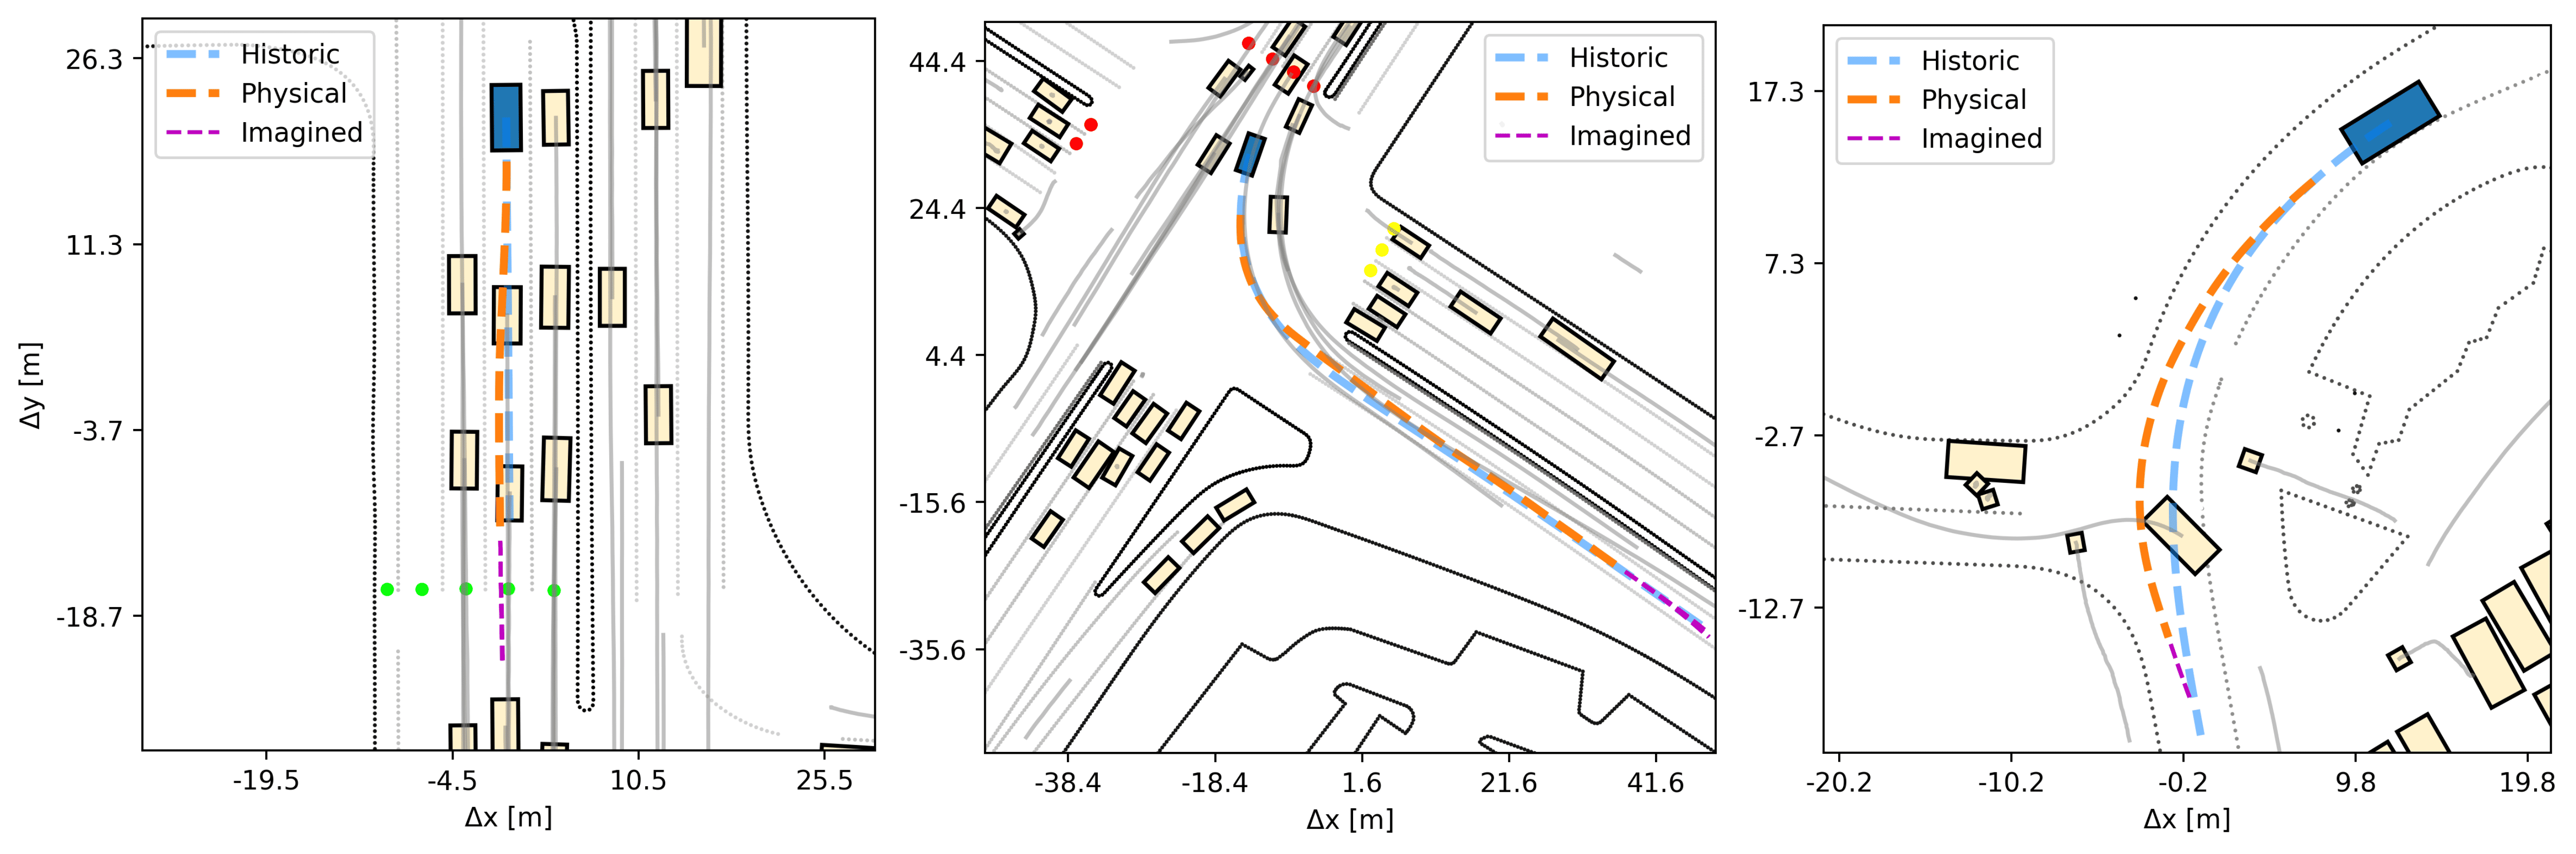 Historic
Physical
Imagined
26.3
11.3
-3.7
-18.7
Δy [m]
-19.5
-4.5
10.5
25.5
Δx [m]
Historic
Physical
Imagined
44.4
24.4
4.4
-15.6
-35.6
-38.4
-18.4
1.6
21.6
41.6
Δx [m]
Historic
Physical
Imagined
17.3
7.3
-2.7
-12.7
-20.2
-10.2
-0.2
9.8
19.8
Δx [m]